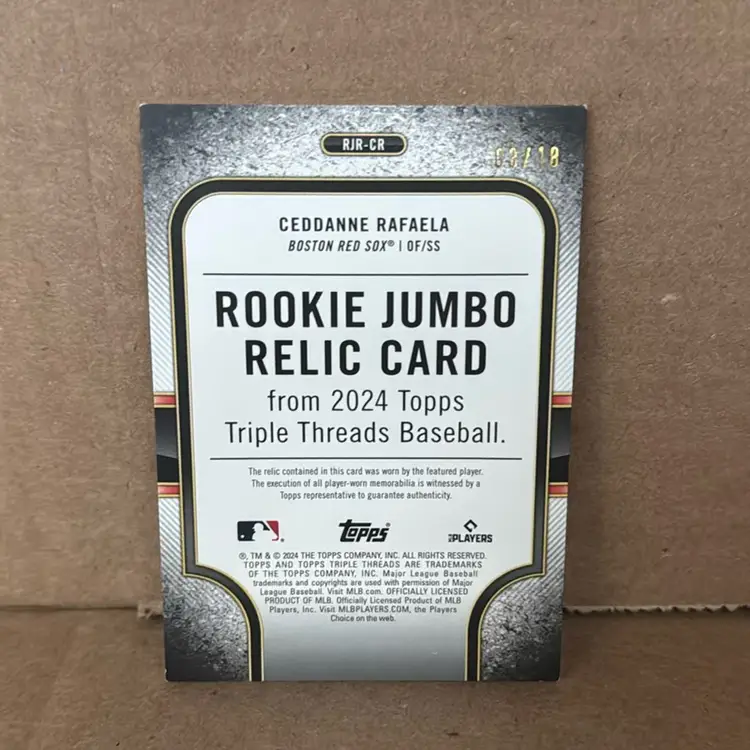 RJR-CR
03/18
CEDDANNE RAFAELA
BOSTON RED SOX® | OF/SS
ROOKIE JUMBO
RELIC CARD
from 2024 Topps
Triple Threads Baseball.
The relic contained in this card was worn by the featured player.
The execution of all player-worn memorabilia is witnessed by a
Topps representative to guarantee authenticity.
topps
PLAYERS
®, TM & © 2024 THE TOPPS COMPANY, INC. ALL RIGHTS RESERVED.
TOPPS AND TOPPS TRIPLE THREADS ARE TRADEMARKS
OF THE TOPPS COMPANY, INC. Major League Baseball
trademarks and copyrights are used with permission of Major
League Baseball. Visit MLB.com. OFFICIALLY LICENSED
PRODUCT OF MLB. Officially Licensed Product of MLB
Players, Inc. Visit MLBPLAYERS.COM, the Players
Choice on the web.